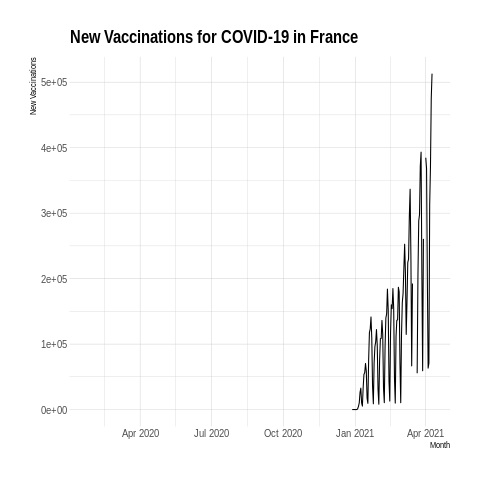 New Vaccinations for COVID-19 in France
New Vaccinations
5e+05
4e+05
3e+05
2e+05
1e+05
0e+00
Apr 2020 Jul 2020 Oct 2020 Jan 2021 Apr 2021
Month